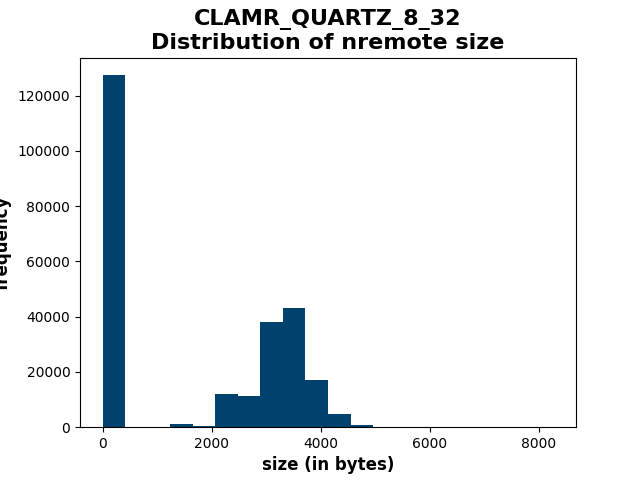 CLAMR_QUARTZ_8_32
Distribution of nremote size
120000
100000
80000
60000
40000
20000
0
frequency
0 2000 4000 6000 8000
size (in bytes)